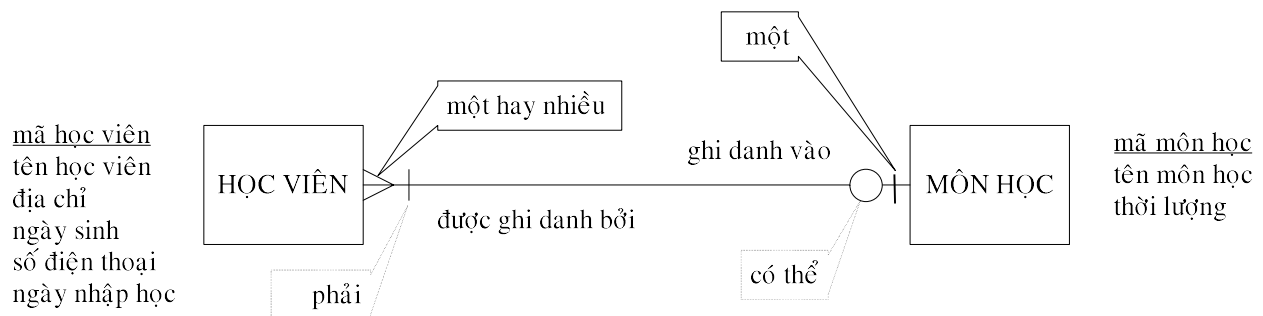 một
một hay nhiều
mã học viên
tên học viên
địa chỉ
ngày sinh
số điện thoại
ngày nhập học
HỌC VIÊN
ghi danh vào
được ghi danh bởi
MÔN HỌC
mã môn học
tên môn học
thời lượng
phải
có thể